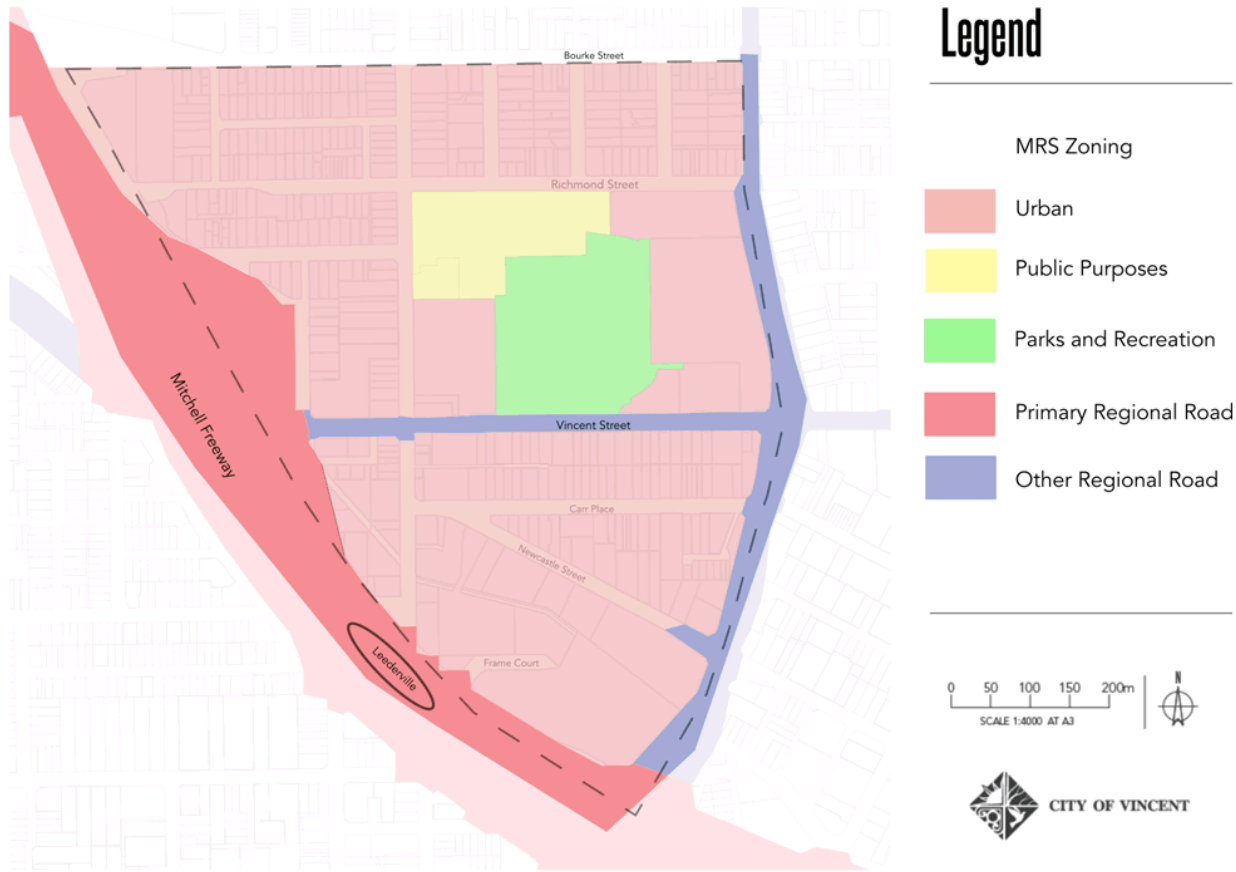 Legend
Bourke Street
MRS Zoning
Richmond Street
Urban
Public Purposes
Parks and Recreation
Mitchell Freeway
Primary Regional Road
Vincent Street
Other Regional Road
Carr Place
Newcastle Street
Leederville
Frame Court
0 50 100 150 200m
SCALE 1:4000 AT A3
N
CITY OF VINCENT